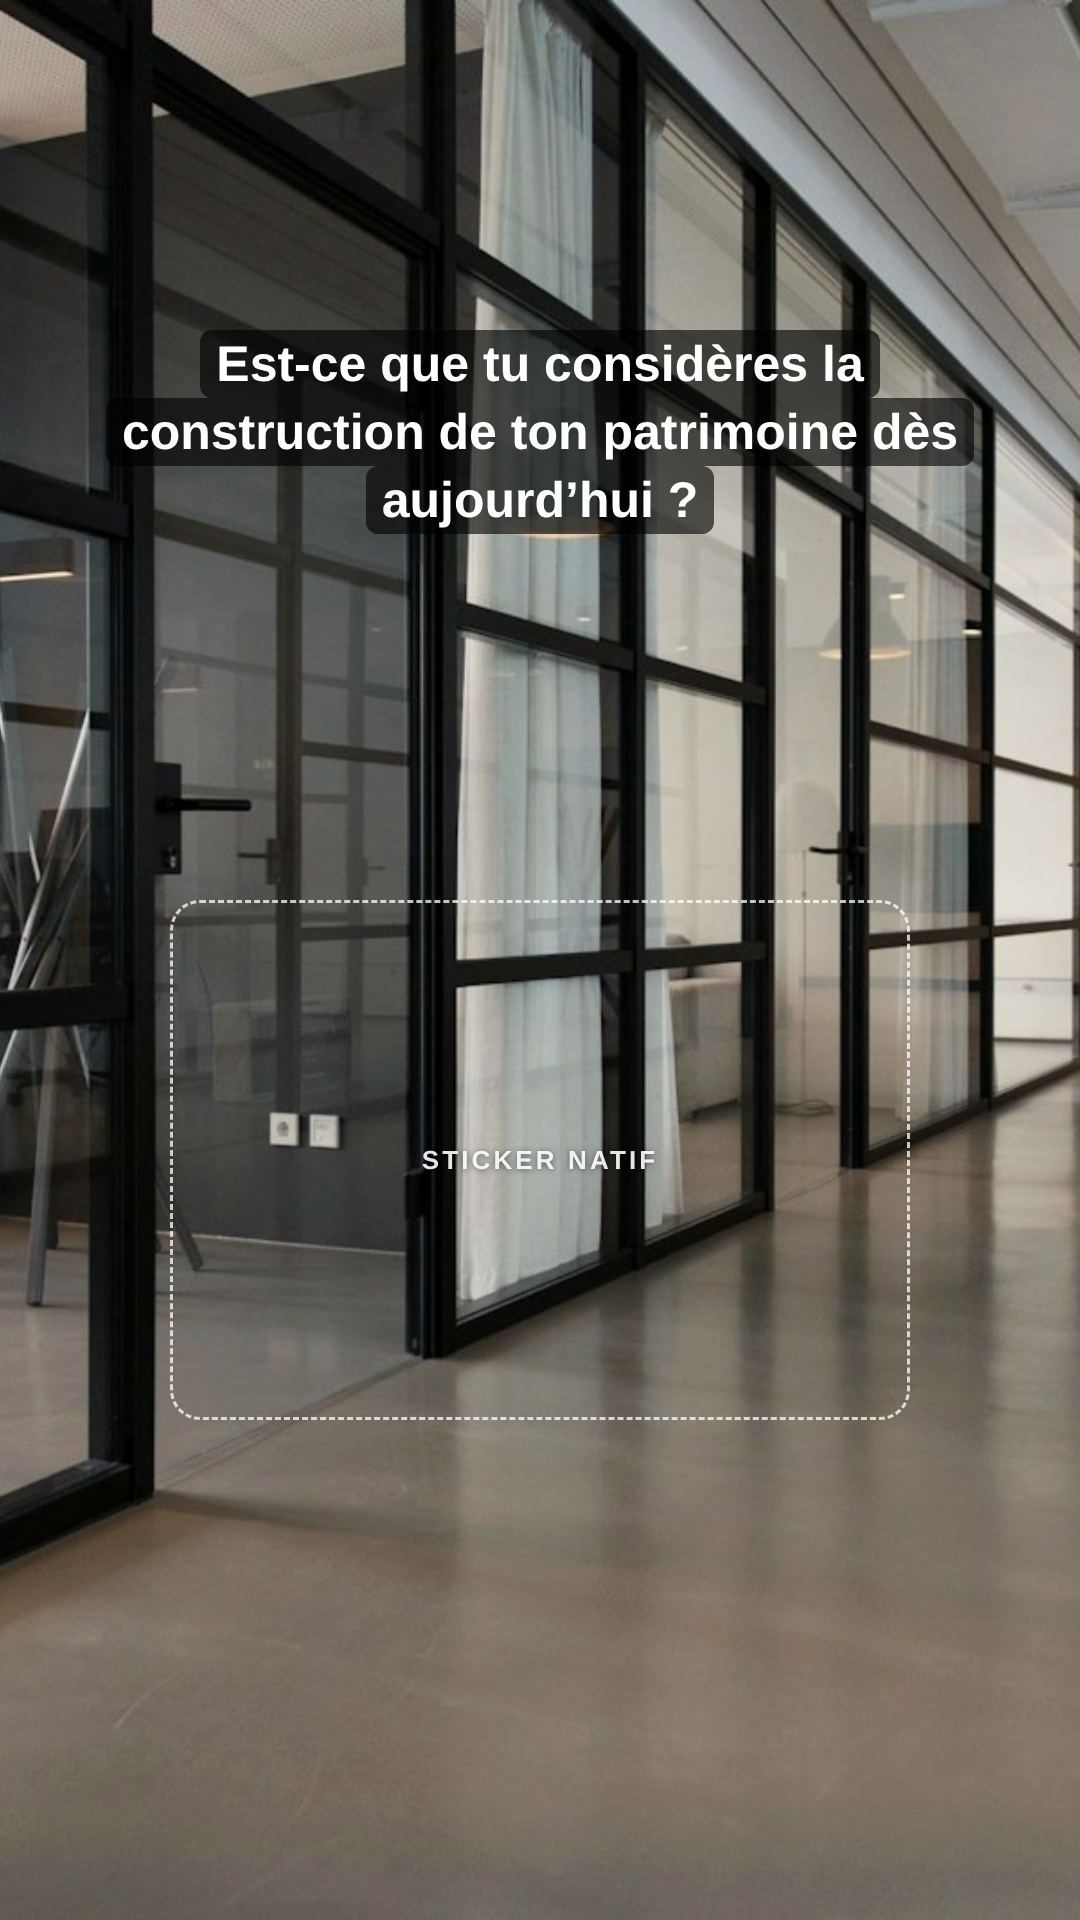 Est-ce que tu considères la
construction de ton patrimoine dès
aujourd’hui ?
STICKER NATIF